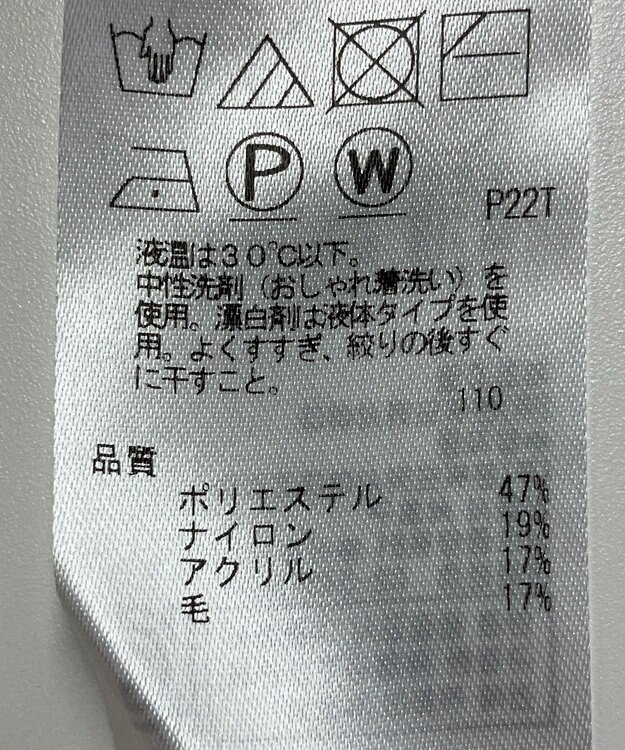 P W
P22T
液温は30℃以下。
中性洗剤（おしゃれ着洗い）を
使用。漂白剤は液体タイプを使
用。よくすすぎ、絞りの後すぐ
に干すこと。
110
品質
ポリエステル 47%
ナイロン 19%
アクリル 17%
毛 17%